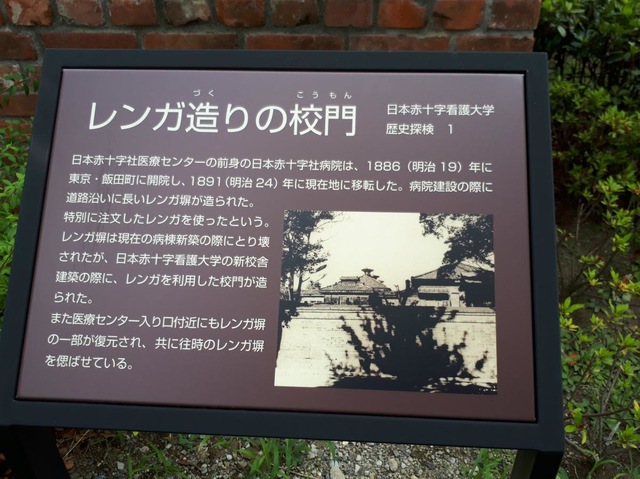 づく こうもん
レンガ造りの校門
日本赤十字看護大学
歴史探検 1
日本赤十字社医療センターの前身の日本赤十字社病院は、1886（明治19）年に
東京・飯田町に開院し、1891（明治24）年に現在地に移転した。病院建設の際に
道路沿いに長いレンガ塀が造られた。
特別に注文したレンガを使ったという。
レンガ塀は現在の病棟新築の際にとり壊
されたが、日本赤十字看護大学の新校舎
建築の際に、レンガを利用した校門が造
られた。
また医療センター入り口付近にもレンガ塀
の一部が復元され、共に往時のレンガ塀
を偲ばせている。